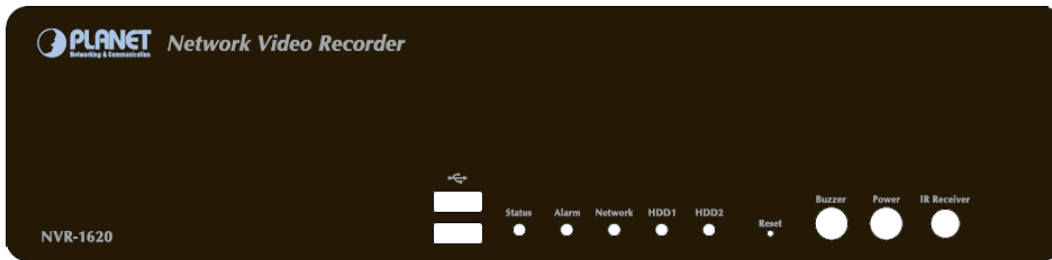 PLANET
Networking & Communication
Network Video Recorder
Status Alarm Network HDD1 HDD2 Reset Buzzer Power IR Receiver
NVR-1620